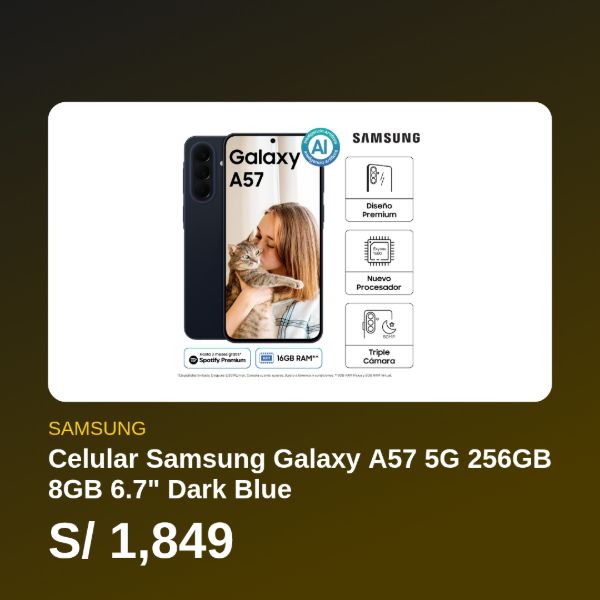 Galaxy
A57
AI
SAMSUNG
Diseño
Premium
Nuevo
Procesador
50MP
Triple
Cámara
Spotify Premium
16GB RAM**
SAMSUNG
Celular Samsung Galaxy A57 5G 256GB
8GB 6.7" Dark Blue
S/ 1,849